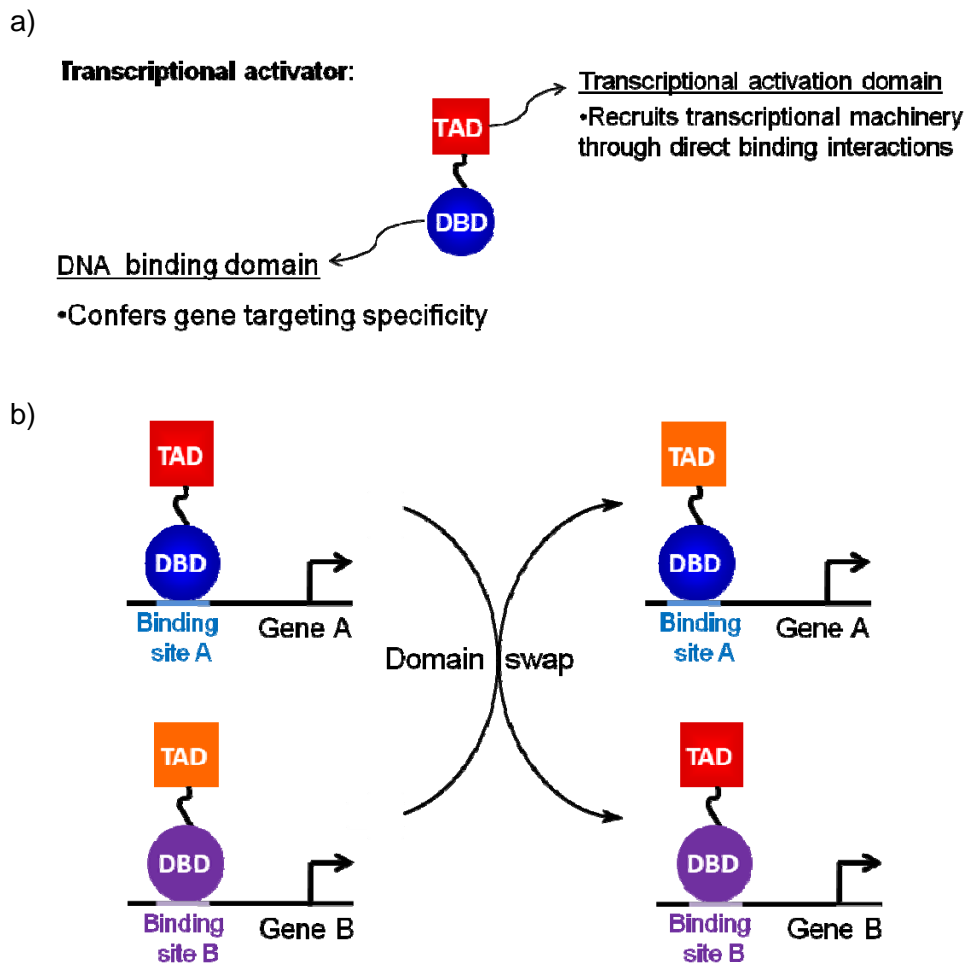 a)
Transcriptional activator:
Transcriptional activation domain
•Recruits transcriptional machinery
through direct binding interactions
TAD
DBD
DNA binding domain
•Confers gene targeting specificity
b)
TAD
DBD
Binding
site A
Gene A
TAD
DBD
Binding
site A
Gene A
Domain swap
TAD
DBD
Binding
site B
Gene B
TAD
DBD
Binding
site B
Gene B